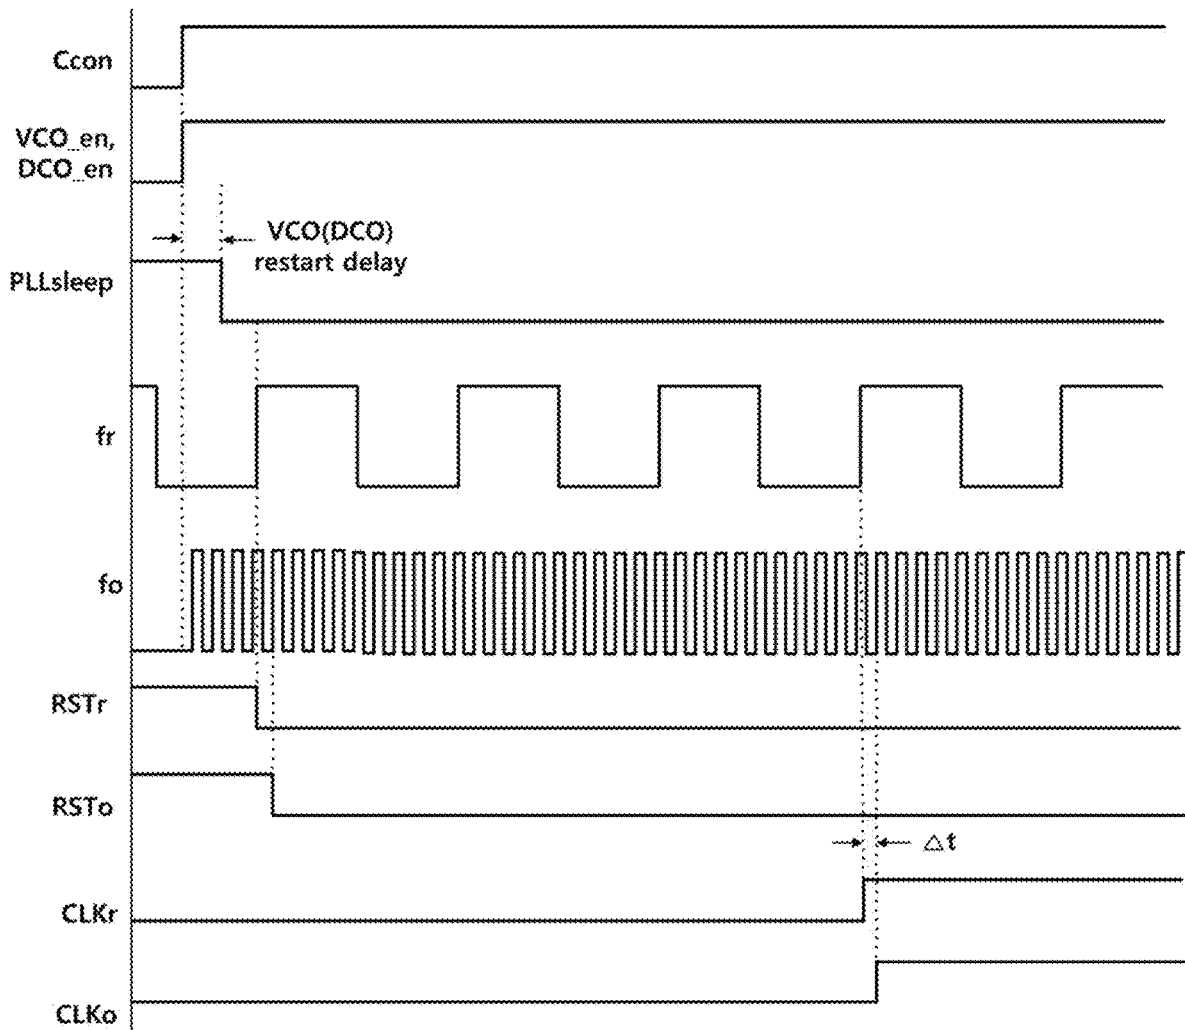 Ccon
VCO_en,
DCO_en
VCO(DCO)
restart delay
PLLsleep
fr
fo
RSTr
RSTo
△t
CLKr
CLKo